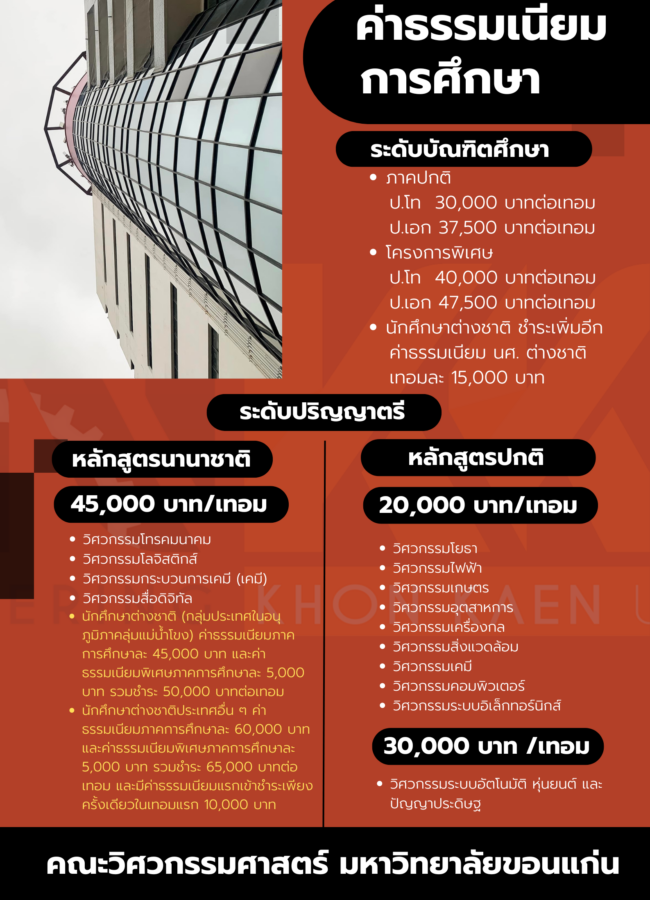 ค่าธรรมเนียม
การศึกษา
ระดับบัณฑิตศึกษา
• ภาคปกติ
ป.โท 30,000 บาทต่อเทอม
ป.เอก 37,500 บาทต่อเทอม
• โครงการพิเศษ
ป.โท 40,000 บาทต่อเทอม
ป.เอก 47,500 บาทต่อเทอม
• นักศึกษาต่างชาติ ชำระเพิ่มอีก
ค่าธรรมเนียม นศ. ต่างชาติ
เทอมละ 15,000 บาท
ระดับปริญญาตรี
หลักสูตรนานาชาติ
45,000 บาท/เทอม
• วิศวกรรมโทรคมนาคม
• วิศวกรรมโลจิสติกส์
• วิศวกรรมกระบวนการเคมี (เคมี)
• วิศวกรรมสื่อดิจิทัล
• นักศึกษาต่างชาติ (กลุ่มประเทศในอนุ
ภูมิภาคลุ่มแม่น้ำโขง) ค่าธรรมเนียมภาค
การศึกษาละ 45,000 บาท และค่า
ธรรมเนียมพิเศษภาคการศึกษาละ 5,000
บาท รวมชำระ 50,000 บาทต่อเทอม
• นักศึกษาต่างชาติประเทศอื่น ๆ ค่า
ธรรมเนียมภาคการศึกษาละ 60,000 บาท
และค่าธรรมเนียมพิเศษภาคการศึกษาละ
5,000 บาท รวมชำระ 65,000 บาทต่อ
เทอม และมีค่าธรรมเนียมแรกเข้าชำระเพียง
ครั้งเดียวในเทอมแรก 10,000 บาท
หลักสูตรปกติ
20,000 บาท/เทอม
• วิศวกรรมโยธา
• วิศวกรรมไฟฟ้า
• วิศวกรรมเกษตร
• วิศวกรรมอุตสาหการ
• วิศวกรรมเครื่องกล
• วิศวกรรมสิ่งแวดล้อม
• วิศวกรรมเคมี
• วิศวกรรมคอมพิวเตอร์
• วิศวกรรมระบบอิเล็กทอร์นิกส์
30,000 บาท /เทอม
• วิศวกรรมระบบอัตโนมัติ หุ่นยนต์ และ
ปัญญาประดิษฐ
KHON KAEN U
คณะวิศวกรรมศาสตร์ มหาวิทยาลัยขอนแก่น